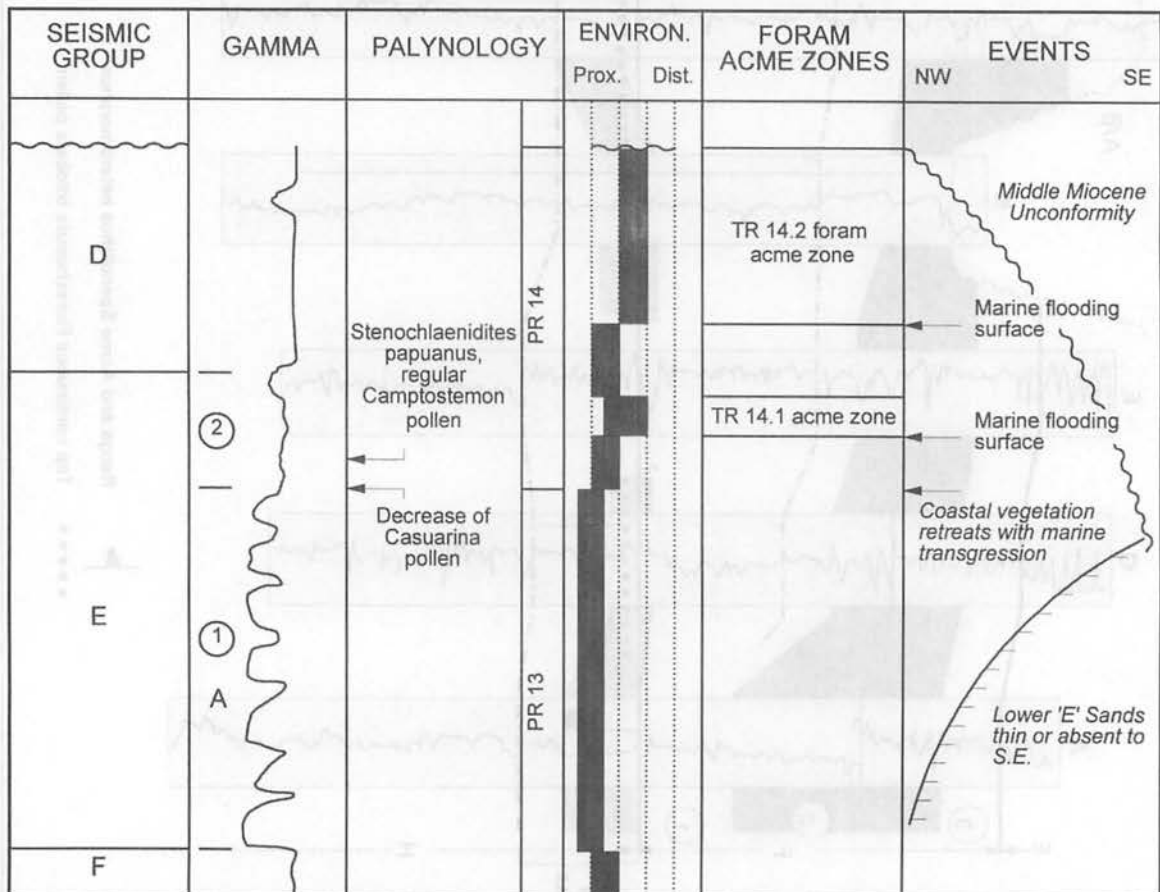 SEISMIC
GROUP
GAMMA
PALYNOLOGY
ENVIRON.
Prox. Dist.
FORAM
ACME ZONES
EVENTS
NW SE
D
E
F
2
1
A
Stenochlaenidites
papuanus,
regular
Camptostemon
pollen
Decrease of
Casuarina
pollen
PR 14
PR 13
TR 14.2 foram
acme zone
TR 14.1 acme zone
Middle Miocene
Unconformity
Marine flooding
surface
Marine flooding
surface
Coastal vegetation
retreats with marine
transgression
Lower 'E' Sands
thin or absent to
S.E.